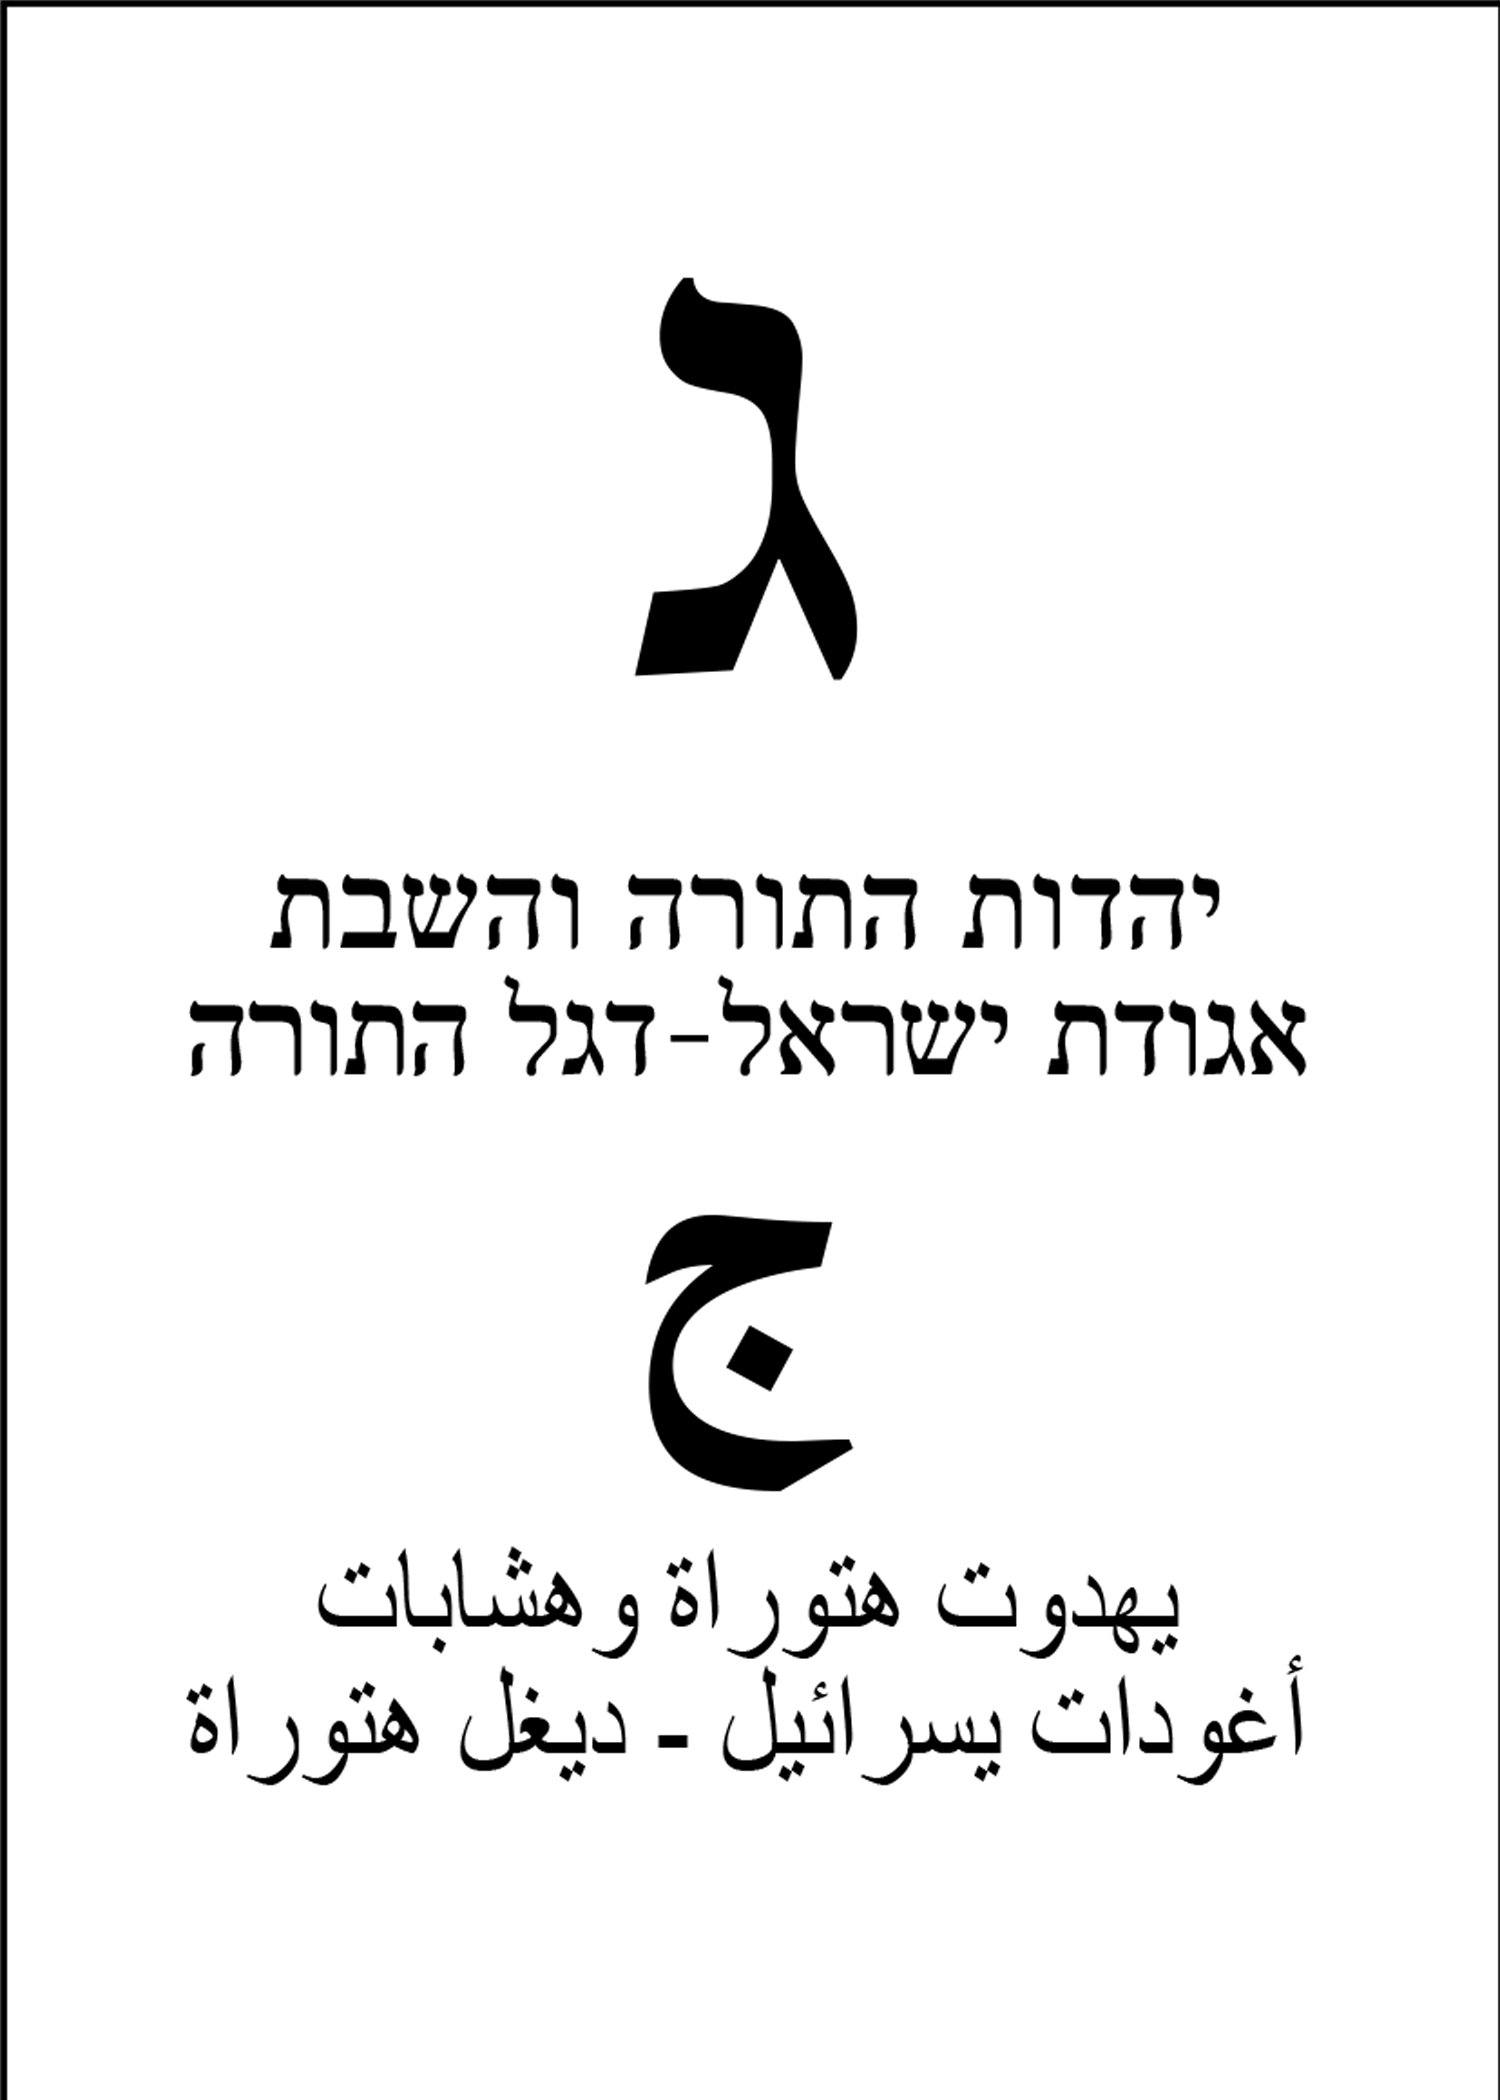 ג
יהדות התורה והשבת
אגודת ישראל-דגל התורה
ج
يهدوت هتوراة وهشابات
أغودات يسرائيل - ديغل هتوراة